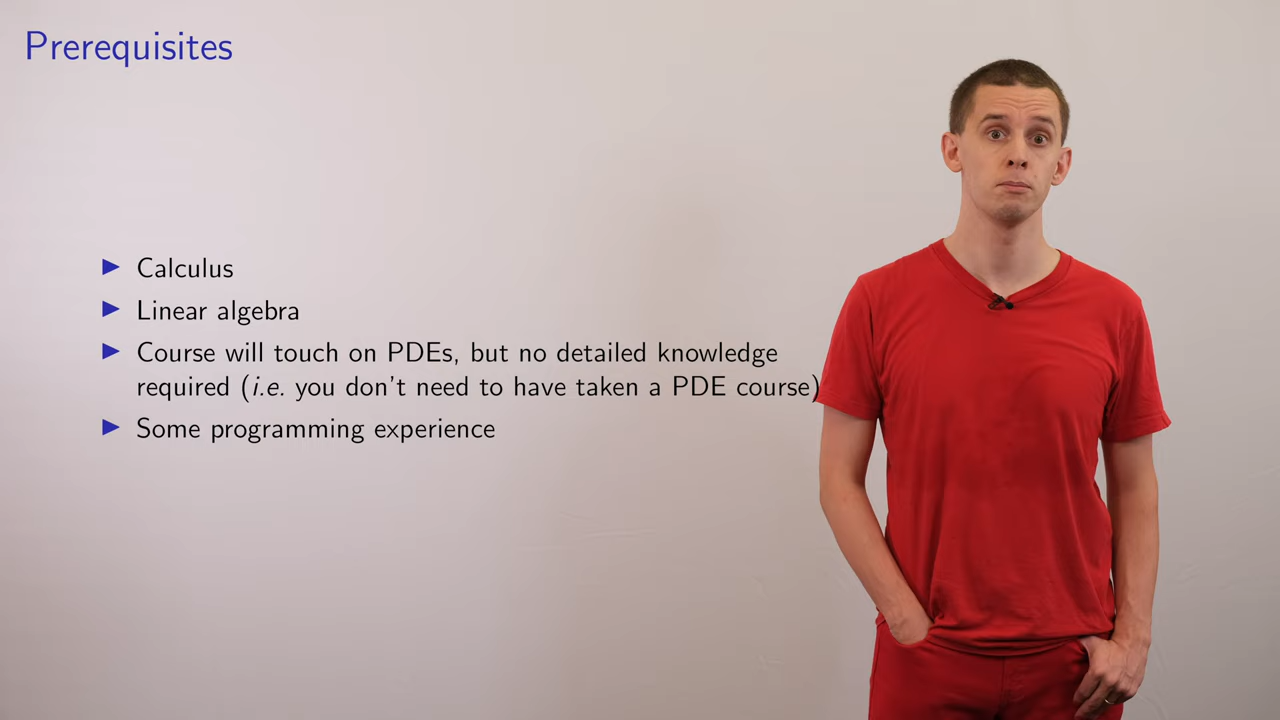 Prerequisites
▶ Calculus
▶ Linear algebra
▶ Course will touch on PDEs, but no detailed knowledge
required (i.e. you don't need to have taken a PDE course)
▶ Some programming experience